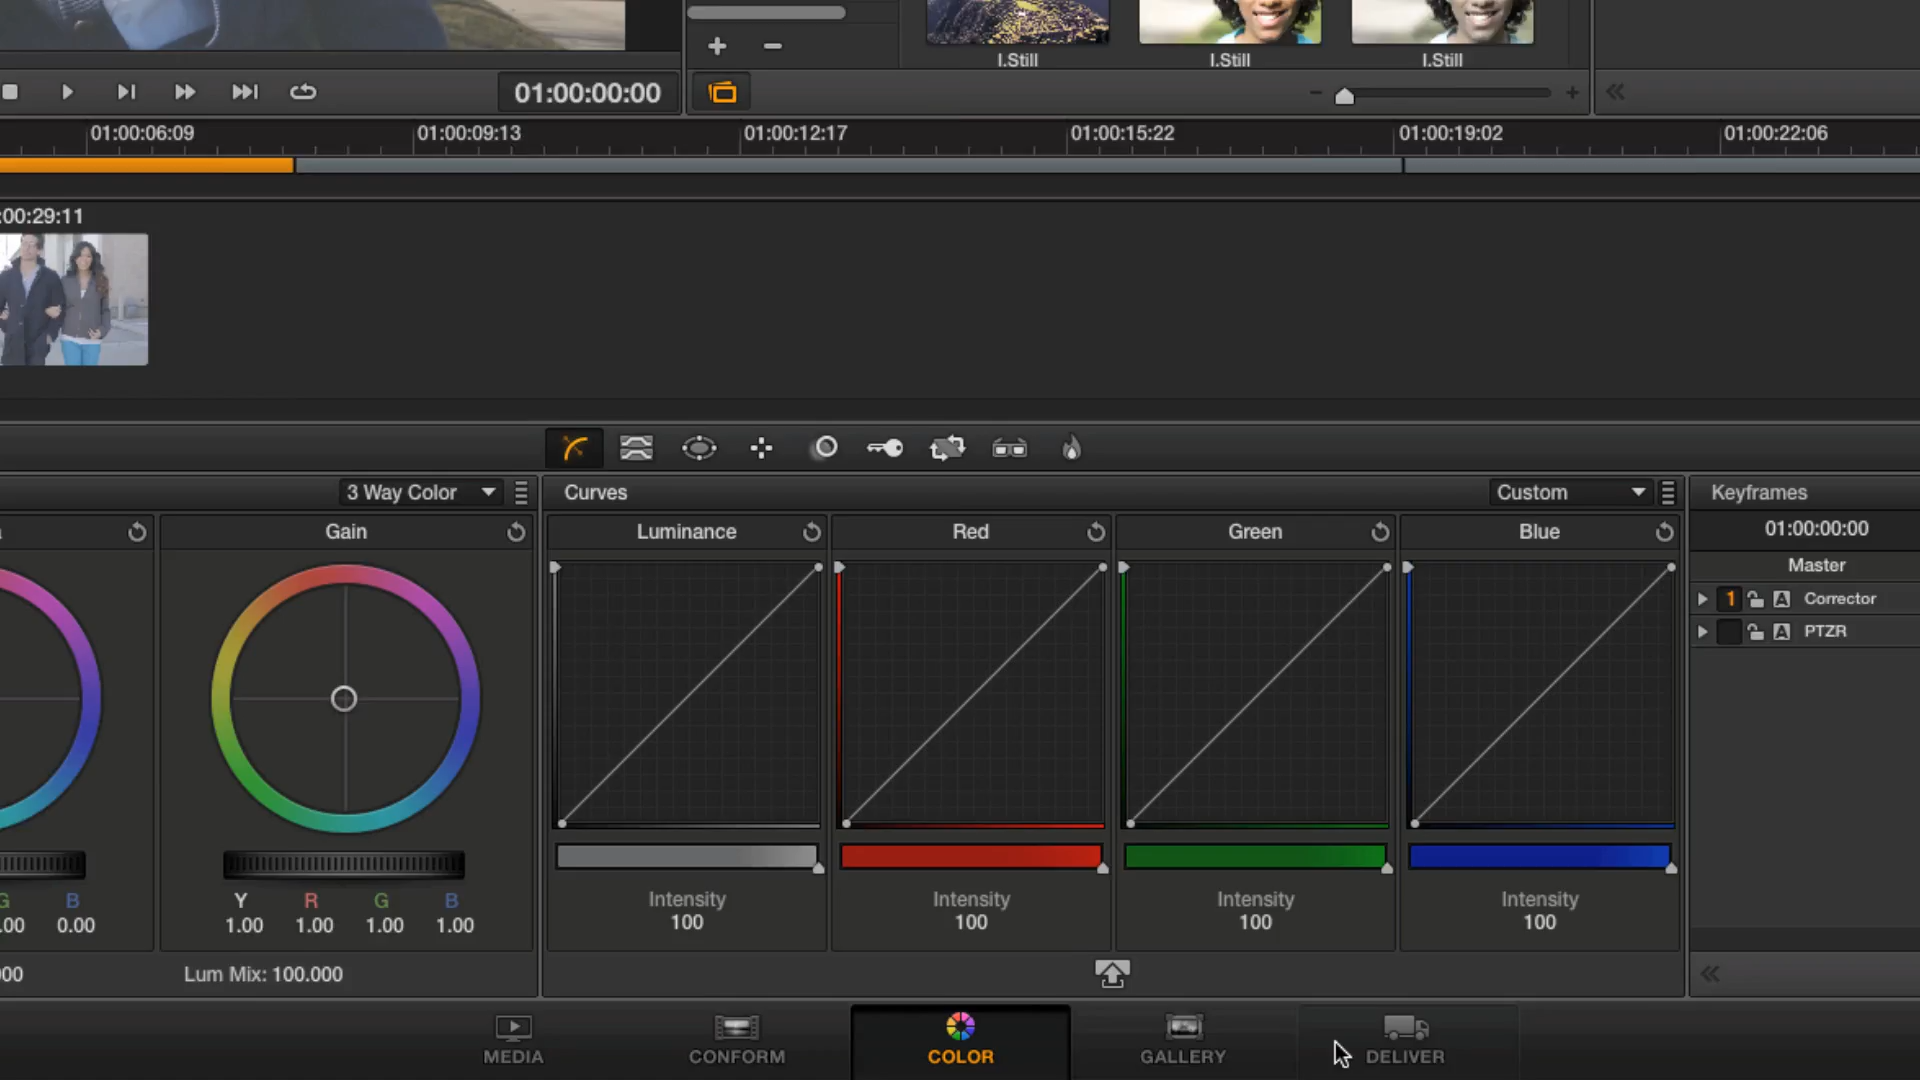 I.Still
I.Still
I.Still
01:00:00:00
01:00:06:09
01:00:09:13
01:00:12:17
01:00:15:22
01:00:19:02
01:00:22:06
:00:29:11
3 Way Color
Curves
Custom
Keyframes
Gain
Luminance
Red
Green
Blue
01:00:00:00
Master
1 A Corrector
A PTZR
Intensity
100
Intensity
100
Intensity
100
Intensity
100
G B
.00 0.00
Y R G B
1.00 1.00 1.00 1.00
000
Lum Mix: 100.000
MEDIA
CONFORM
COLOR
GALLERY
DELIVER